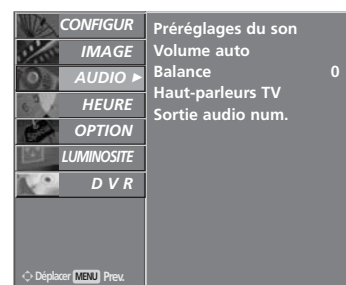 CONFIGUR
IMAGE
AUDIO ►
HEURE
OPTION
LUMINOSITE
D V R
Préréglages du son
Volume auto
Balance 0
Haut-parleurs TV
Sortie audio num.
Déplacer MENU Prev.